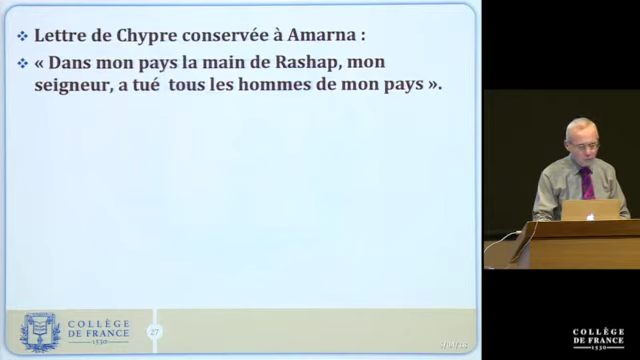 Lettre de Chypre conservée à Amarna :
« Dans mon pays la main de Rashap, mon
seigneur, a tué tous les hommes de mon pays ».
COLLÈGE
DE FRANCE
1530
27
COLLÈGE
DE FRANCE
1530